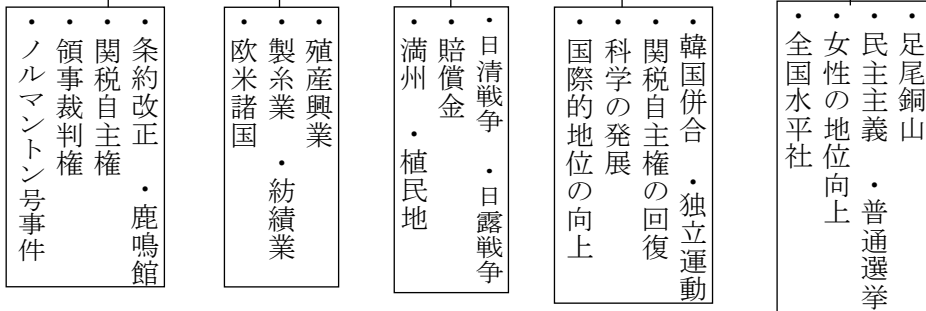 ・足尾銅山
・民主主義　・普通選挙
・女性の地位向上
・全国水平社
・韓国併合　・独立運動
・関税自主権の回復
・科学の発展
・国際的地位の向上
・日清戦争　・日露戦争
・賠償金
・満州　・植民地
・殖産興業
・製糸業　・紡績業
・欧米諸国
・条約改正　・鹿鳴館
・関税自主権
・領事裁判権
・ノルマントン号事件